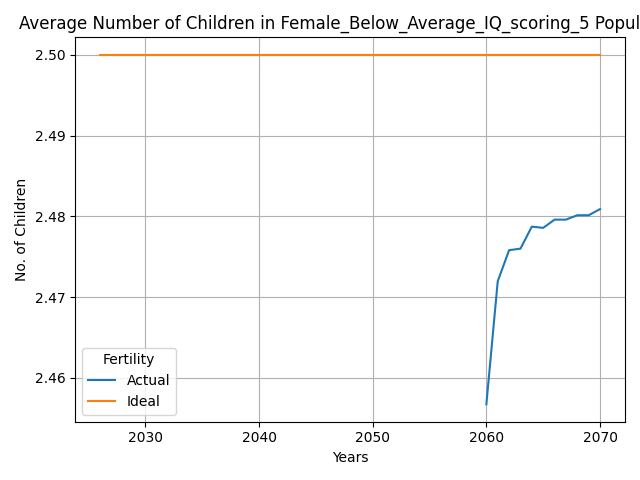 Average Number of Children in Female_Below_Average_IQ_scoring_5 Popul
2.50
2.49
2.48
2.47
2.46
No. of Children
Fertility
Actual
Ideal
2030 2040 2050 2060 2070
Years